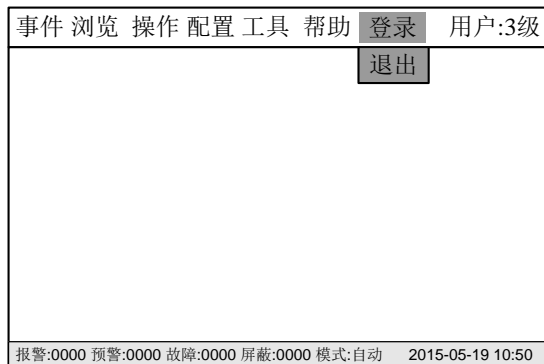 事件 浏览 操作 配置 工具 帮助 登录 用户:3级
退出
报警:0000 预警:0000 故障:0000 屏蔽:0000 模式:自动 2015-05-19 10:50